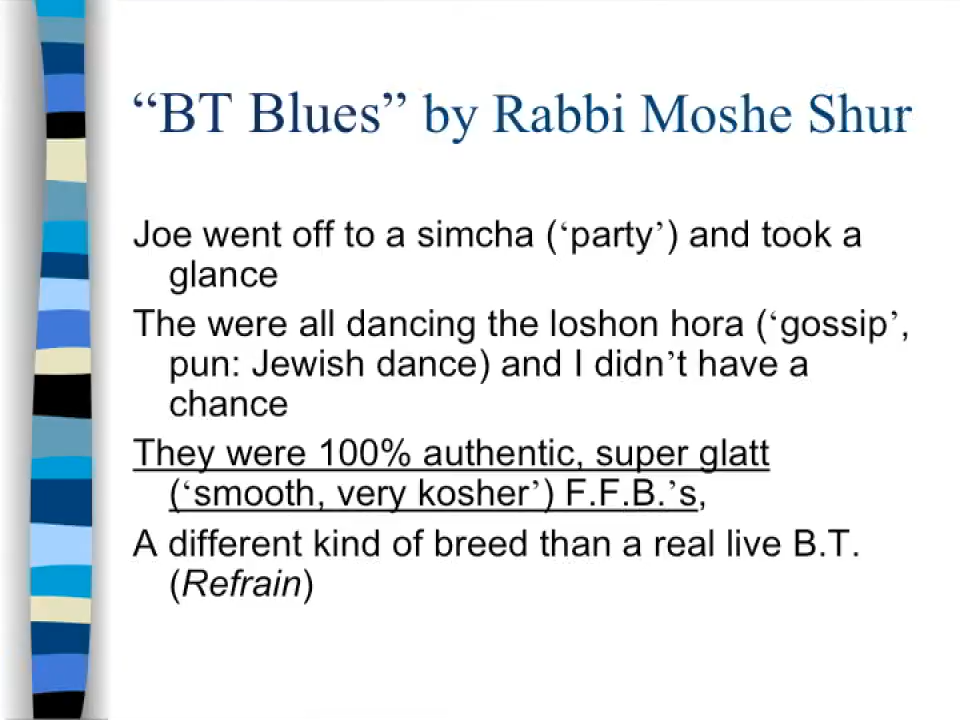 “BT Blues” by Rabbi Moshe Shur
Joe went off to a simcha (‘party’) and took a
glance
The were all dancing the loshon hora (‘gossip’,
pun: Jewish dance) and I didn’t have a
chance
They were 100% authentic, super glatt
(‘smooth, very kosher’) F.F.B.’s,
A different kind of breed than a real live B.T.
(Refrain)